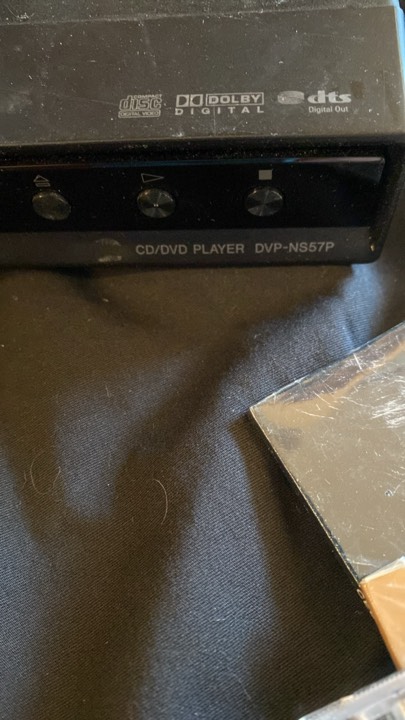 COMPACT
disc
DIGITAL VIDEO
DOLBY
DIGITAL
dts
Digital Out
CD/DVD PLAYER DVP-NS57P